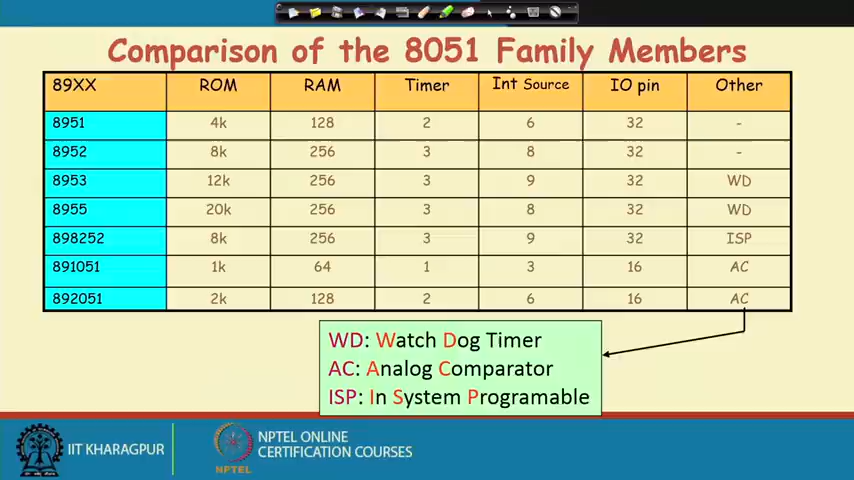 Comparison of the 8051 Family Members
89XX ROM RAM Timer Int Source IO pin Other
8951 4k 128 2 6 32 -
8952 8k 256 3 8 32 -
8953 12k 256 3 9 32 WD
8955 20k 256 3 8 32 WD
898252 8k 256 3 9 32 ISP
891051 1k 64 1 3 16 AC
892051 2k 128 2 6 16 AC
WD: Watch Dog Timer
AC: Analog Comparator
ISP: In System Programable
IIT KHARAGPUR
NPTEL
NPTEL ONLINE
CERTIFICATION COURSES